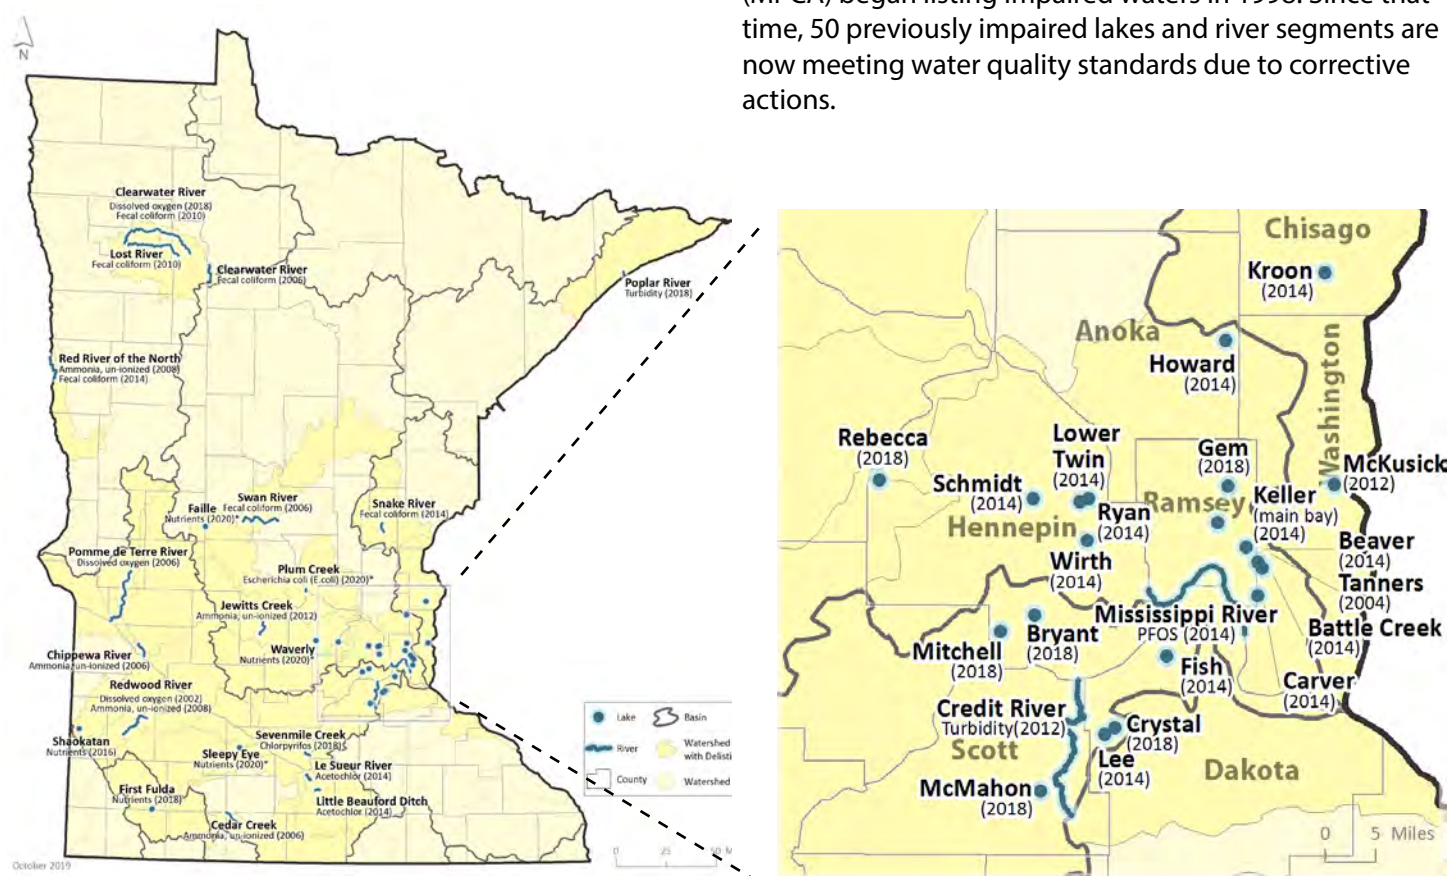 (MPCA) began listing impaired waters in 1998. Since that
time, 50 previously impaired lakes and river segments are
now meeting water quality standards due to corrective
actions.
N
Clearwater River
Dissolved oxygen (2018)
Fecal coliform (2010)
Lost River
Fecal coliform (2010)
Clearwater River
Fecal coliform (2006)
Poplar River
Turbidity (2018)
Red River of the North
Ammonia, un-ionized (2008)
Fecal coliform (2014)
Swan River
Fecal coliform (2006)
Faille
Nutrients (2020)*
Snake River
Fecal coliform (2014)
Pomme de Terre River
Dissolved oxygen (2006)
Plum Creek
Escherichia coli (E.coli) (2020)*
Jewitts Creek
Ammonia, un-ionized (2012)
Waverly
Nutrients (2020)*
Chippewa River
Ammonia, un-ionized (2006)
Redwood River
Dissolved oxygen (2002)
Ammonia, un-ionized (2008)
Shaokatan
Nutrients (2016)
Sevenmile Creek
Chlorpyrifos (2018)
Sleepy Eye
Nutrients (2020)*
Le Sueur River
Acetochlor (2014)
First Fulda
Nutrients (2018)
Little Beauford Ditch
Acetochlor (2014)
Cedar Creek
Ammonia, un-ionized (2006)
October 2019
Lake
Basin
River
Watershed
with Delisti
County
Watershed
0 25 50 M
Chisago
Kroon
(2014)
Anoka
Howard
(2014)
Washington
Rebecca
(2018)
Lower
Twin
(2014)
Gem
(2018)
McKusick
(2012)
Schmidt
(2014)
Hennepin
Ryan
(2014)
Ramsey
Keller
(main bay)
(2014)
Wirth
(2014)
Beaver
(2014)
Tanners
(2004)
Mississippi River
PFOS (2014)
Battle Creek
(2014)
Bryant
(2018)
Mitchell
(2018)
Fish
(2014)
Carver
(2014)
Credit River
Turbidity(2012)
Scott
Crystal
(2018)
Lee
(2014)
Dakota
McMahon
(2018)
0 5 Miles